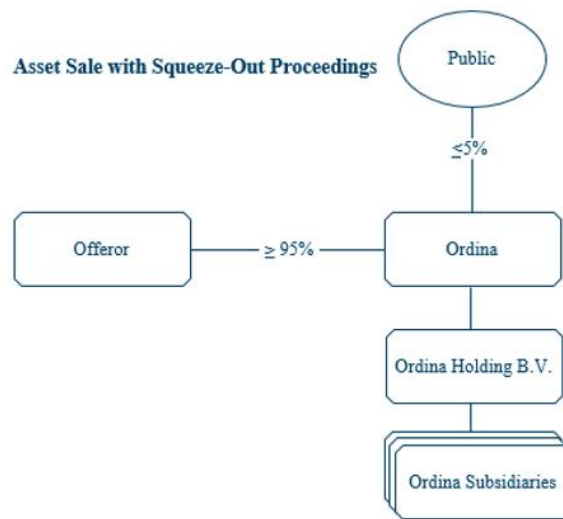 Asset Sale with Squeeze-Out Proceedings
Public
≤5%
Offeror
≥ 95%
Ordina
Ordina Holding B.V.
Ordina Subsidiaries